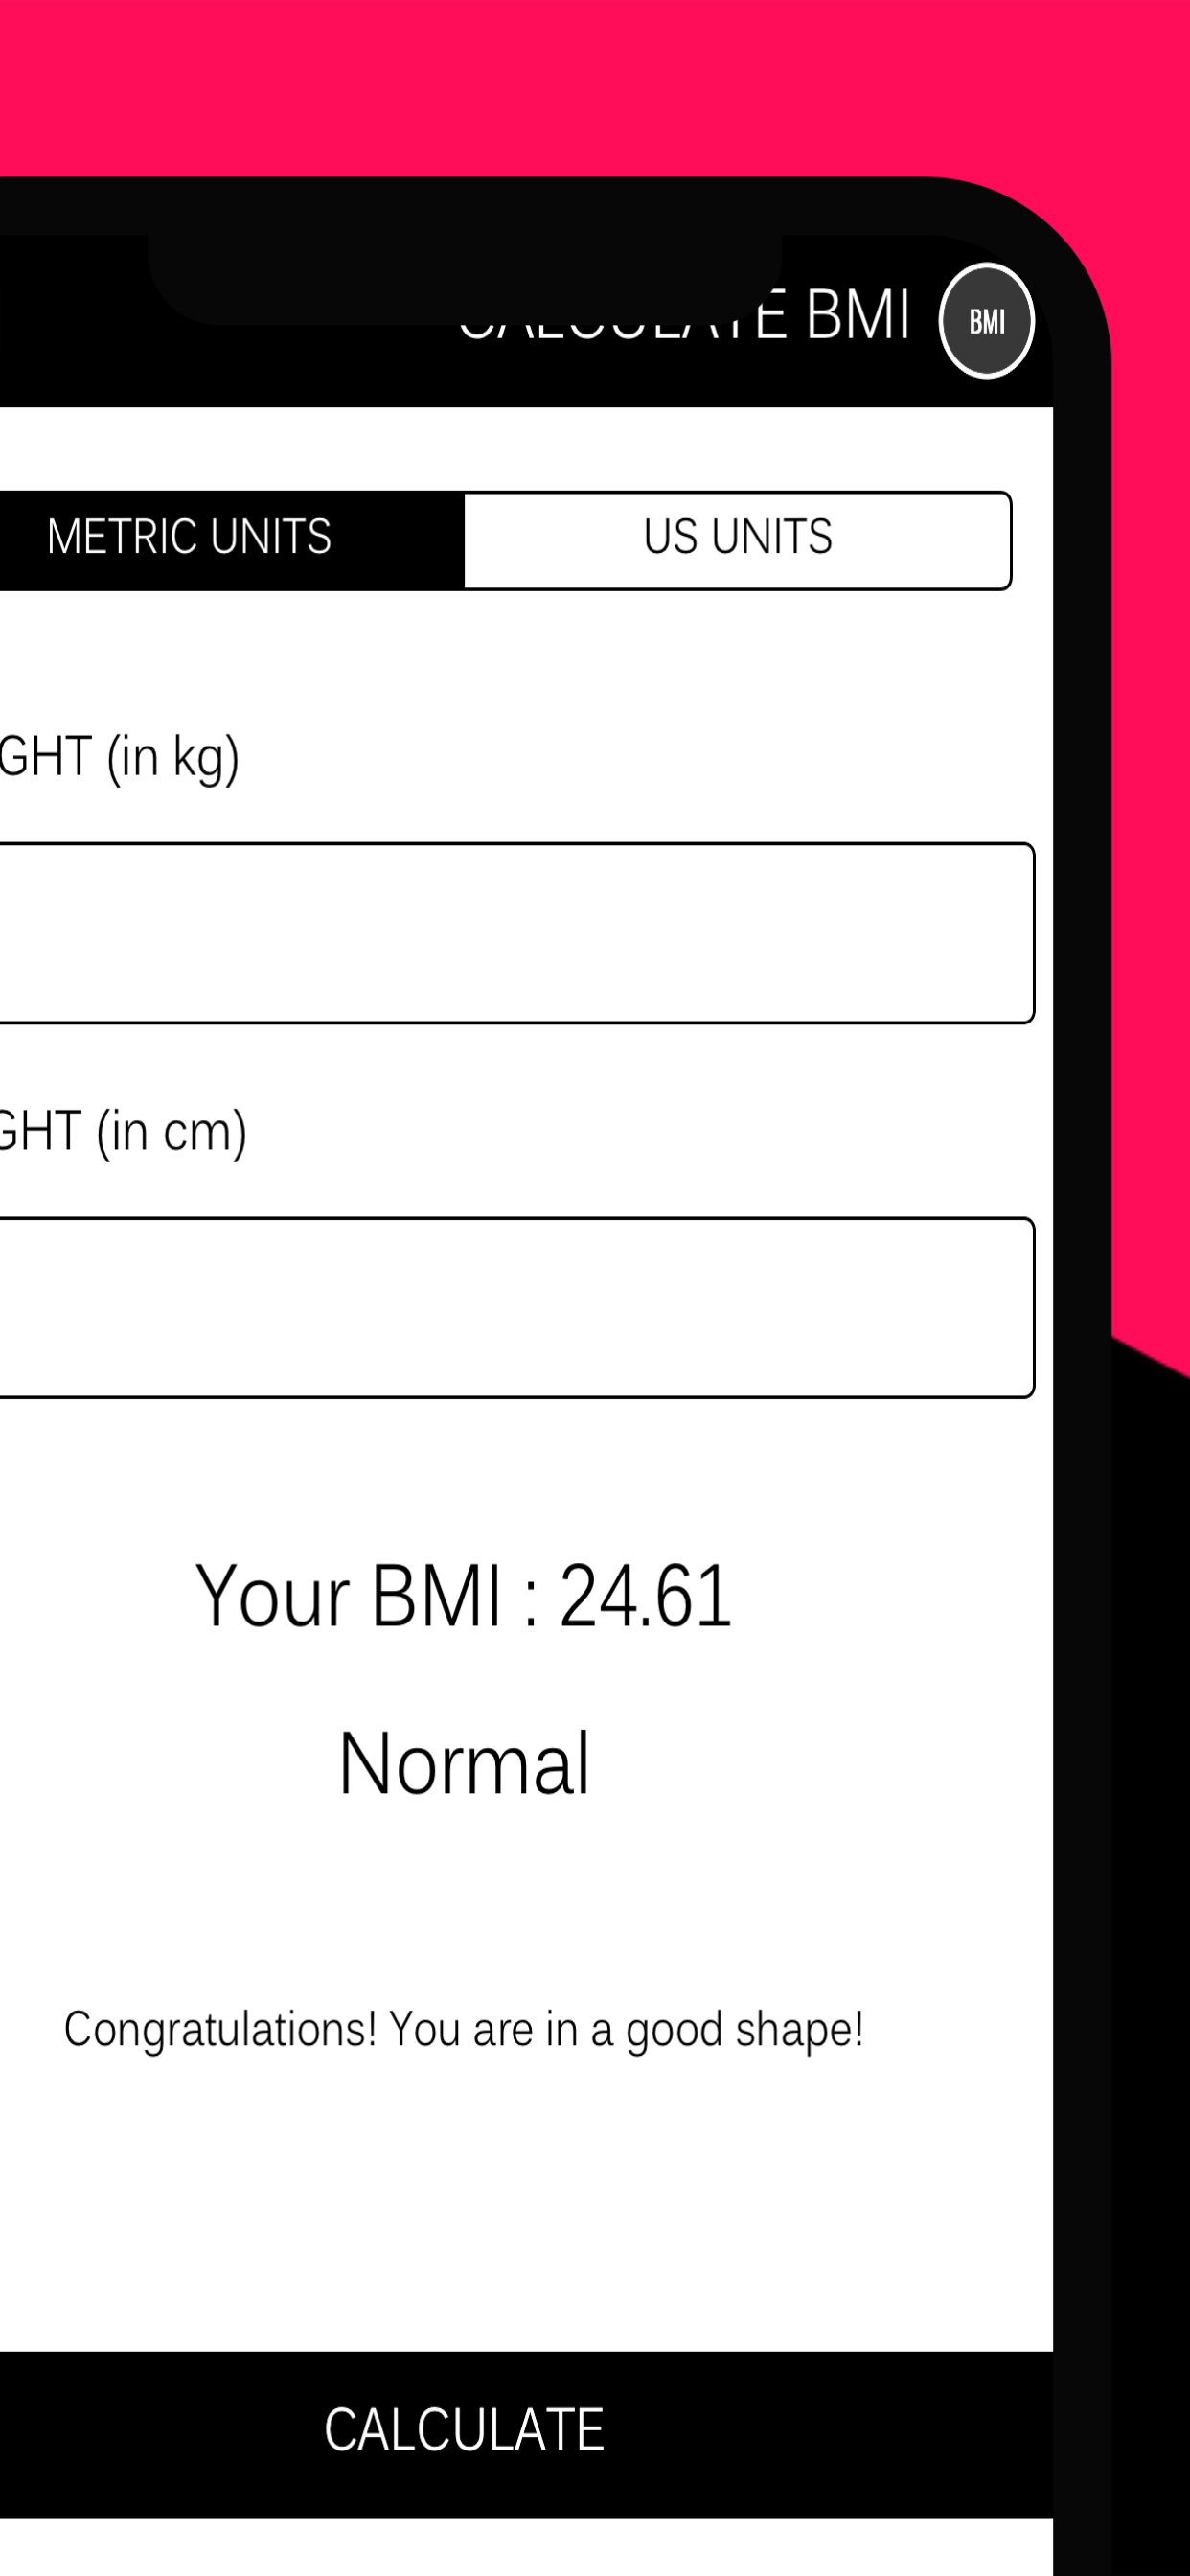 CALCULATE BMI
BMI
METRIC UNITS
US UNITS
GHT (in kg)
GHT (in cm)
Your BMI : 24.61
Normal
Congratulations! You are in a good shape!
CALCULATE